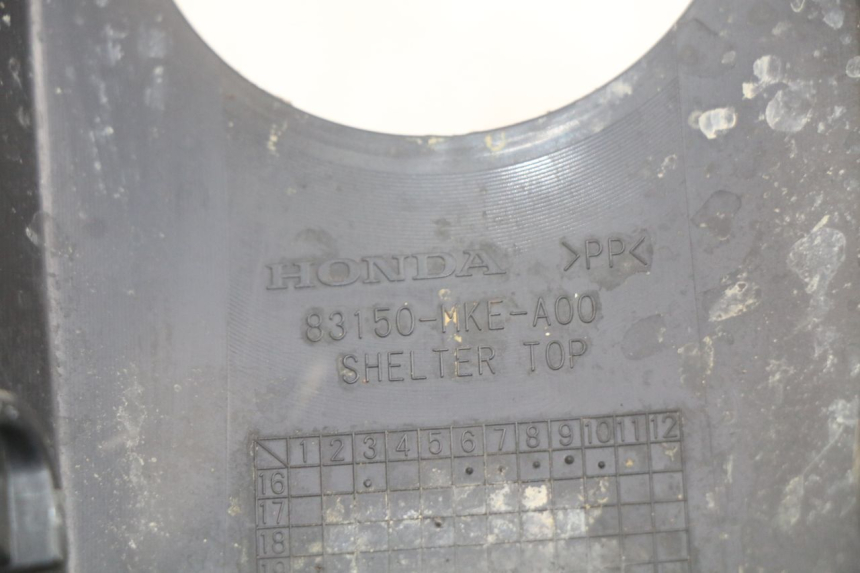 HONDA >PP<
83150-MKE-A00
SHELTER TOP
1 2 3 4 5 6 7 8 9 10 11 12
16
17
18
19